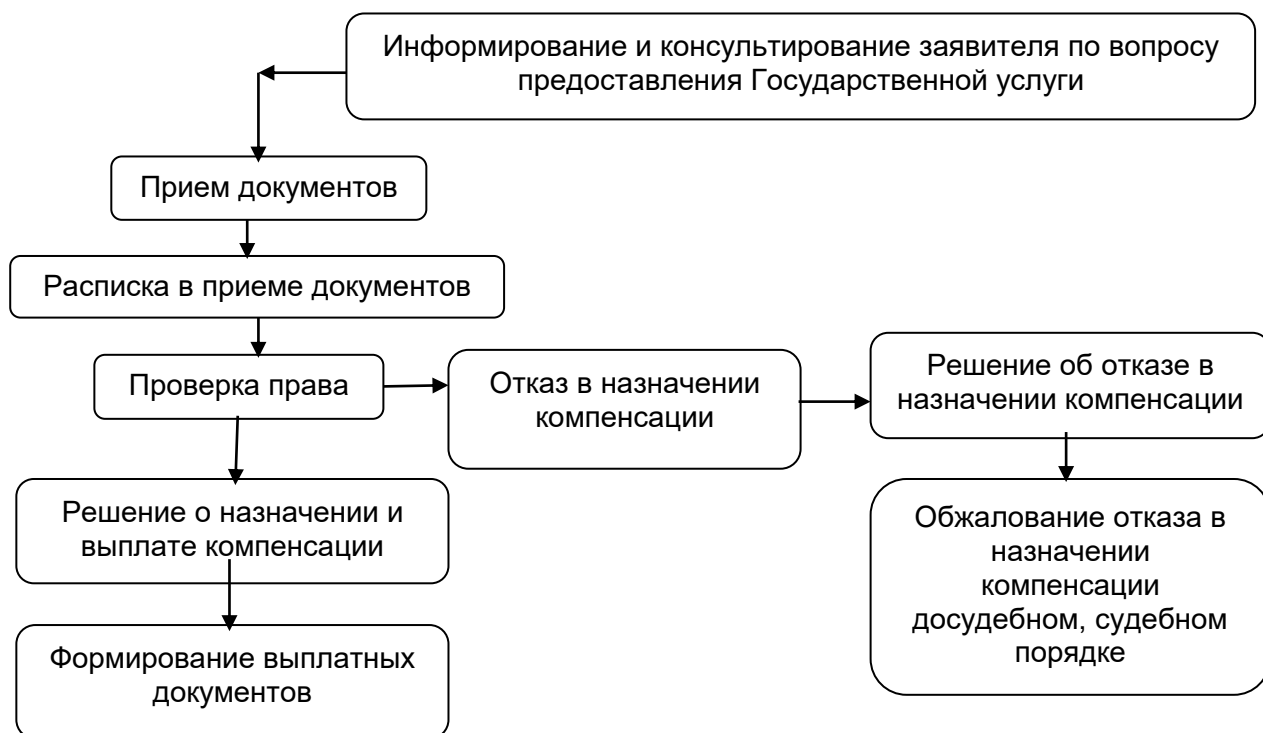 Информирование и консультирование заявителя по вопросу
предоставления Государственной услуги
Прием документов
Расписка в приеме документов
Проверка права
Отказ в назначении
компенсации
Решение об отказе в
назначении компенсации
Решение о назначении и
выплате компенсации
Обжалование отказа в
назначении
компенсации
досудебном, судебном
порядке
Формирование выплатных
документов